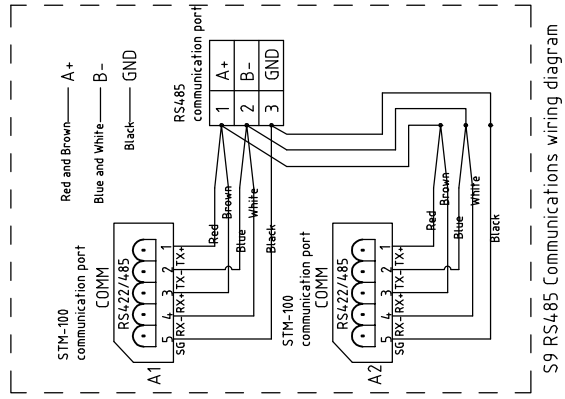 Red and Brown A+
Blue and White B-
Black GND
RS485
communication port
1 A+
2 B-
3 GND
STM-100
communication port
COMM
RS422/485
1 TX+
2 TX-
3 RX+
4 RX-
5 SG
A1
Red
Brown
Blue
White
Black
STM-100
communication port
COMM
RS422/485
1 TX+
2 TX-
3 RX+
4 RX-
5 SG
A2
Red
Brown
Blue
White
Black
S9 RS485 Communications wiring diagram